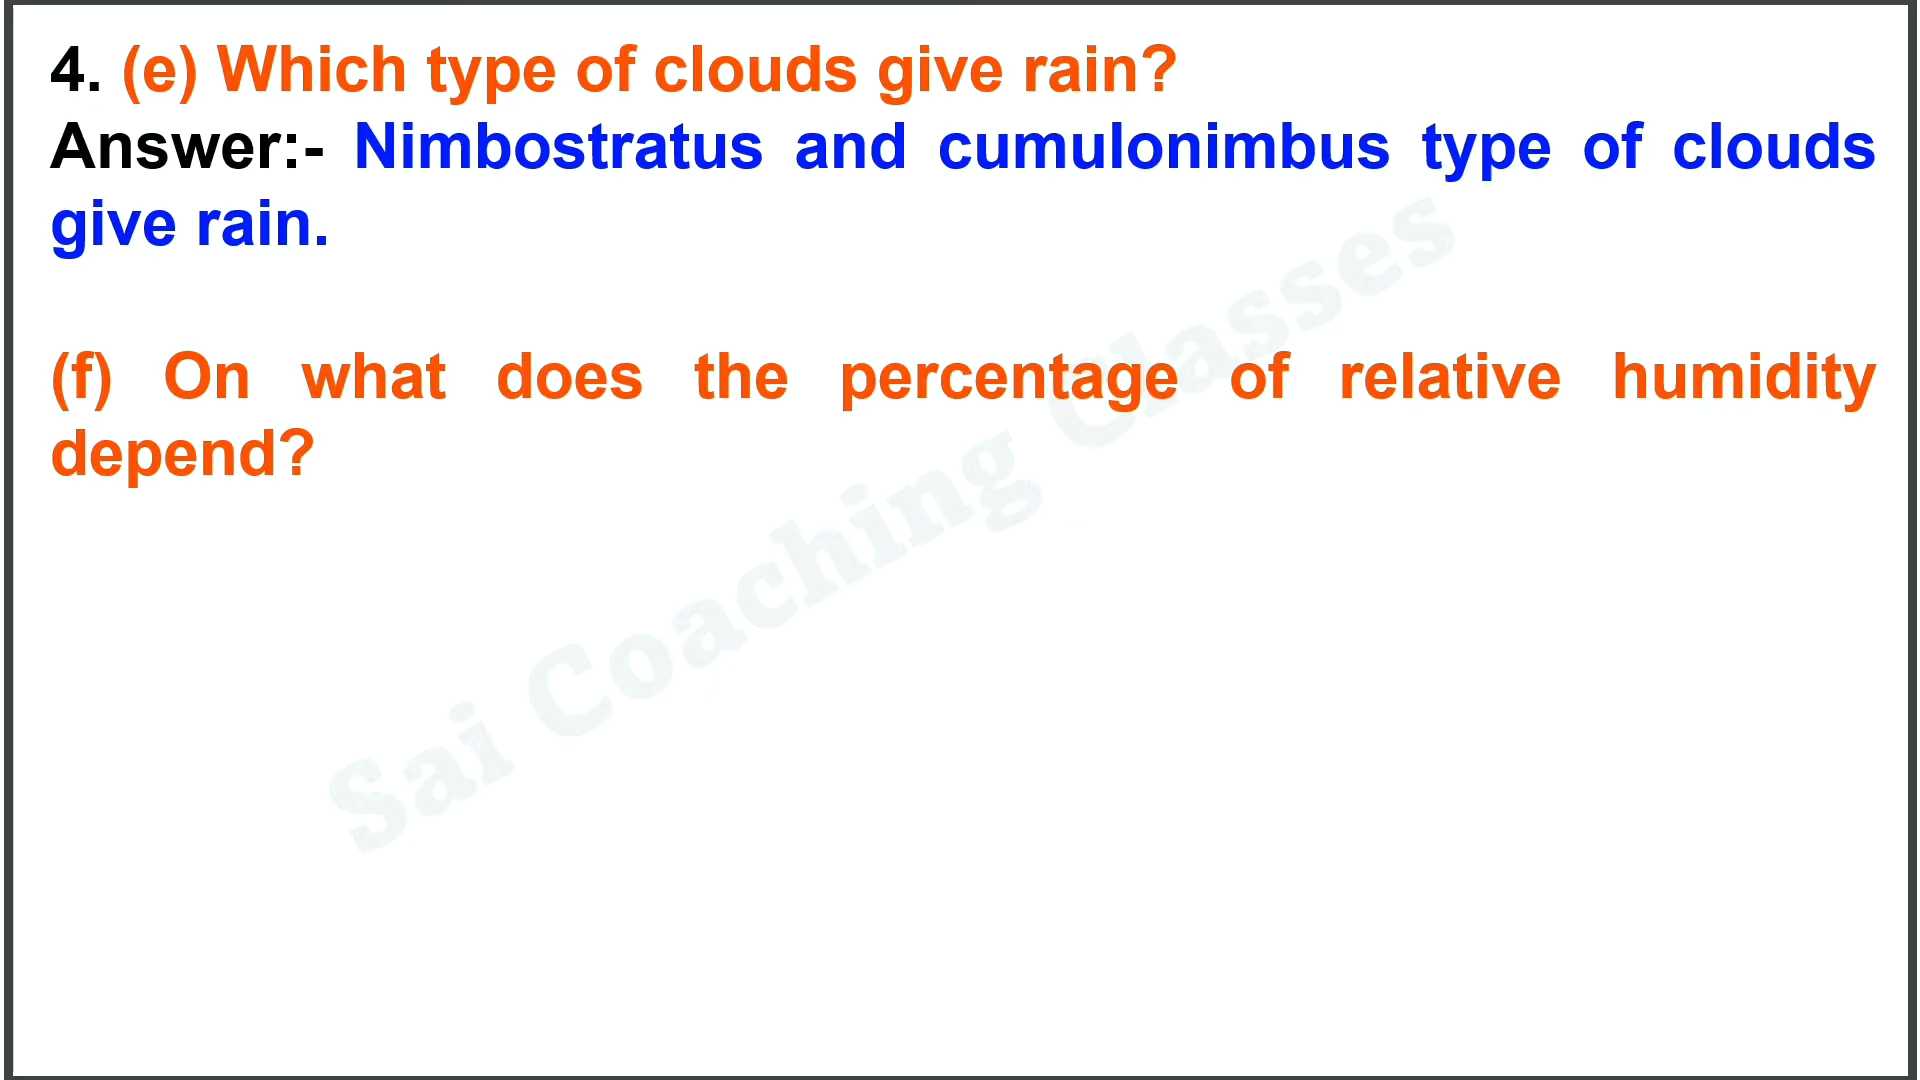 4. (e) Which type of clouds give rain?
Answer:- Nimbostratus and cumulonimbus type of clouds
give rain.
(f) On what does the percentage of relative humidity
depend?
Sai Coaching Classes